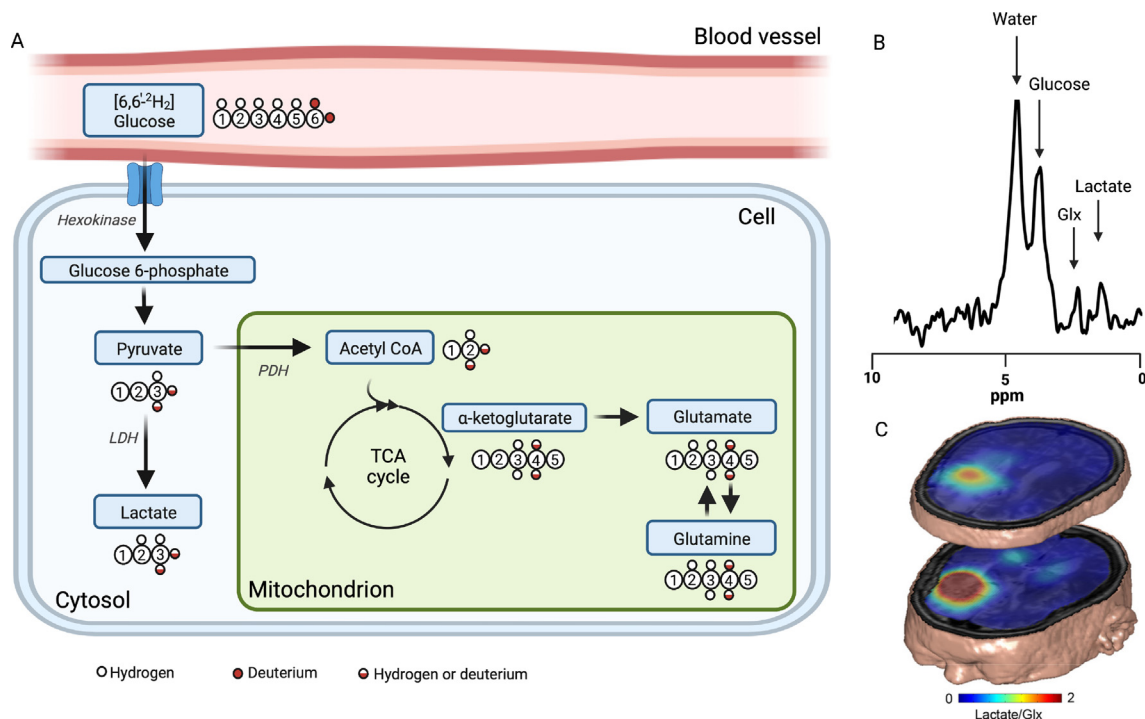 A
Blood vessel
[6,6'-²H₂]
Glucose
1 2 3 4 5 6
Hexokinase
Cell
Glucose 6-phosphate
Pyruvate
1 2 3
PDH
Acetyl CoA
1 2
LDH
TCA
cycle
α-ketoglutarate
1 2 3 4 5
Glutamate
1 2 3 4 5
Lactate
1 2 3
Glutamine
1 2 3 4 5
Cytosol
Mitochondrion
Hydrogen
Deuterium
Hydrogen or deuterium
B
Water
Glucose
Lactate
Glx
10 5 0
ppm
C
0 2
Lactate/Glx